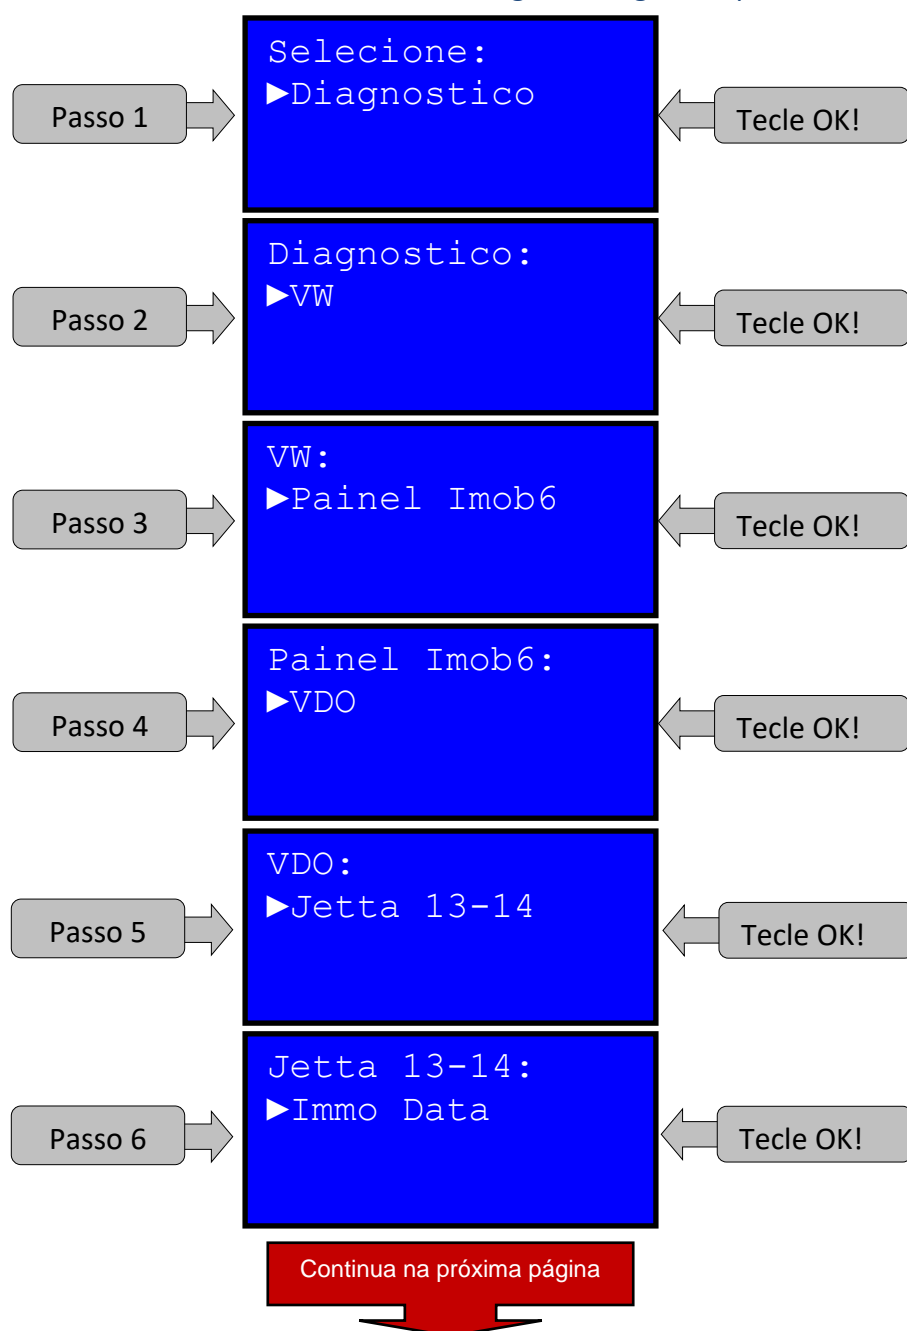 Selecione:
►Diagnostico
Passo 1
Tecle OK!
Diagnostico:
►VW
Passo 2
Tecle OK!
VW:
►Painel Imob6
Passo 3
Tecle OK!
Painel Imob6:
►VDO
Passo 4
Tecle OK!
VDO:
►Jetta 13-14
Passo 5
Tecle OK!
Jetta 13-14:
►Immo Data
Passo 6
Tecle OK!
Continua na próxima página